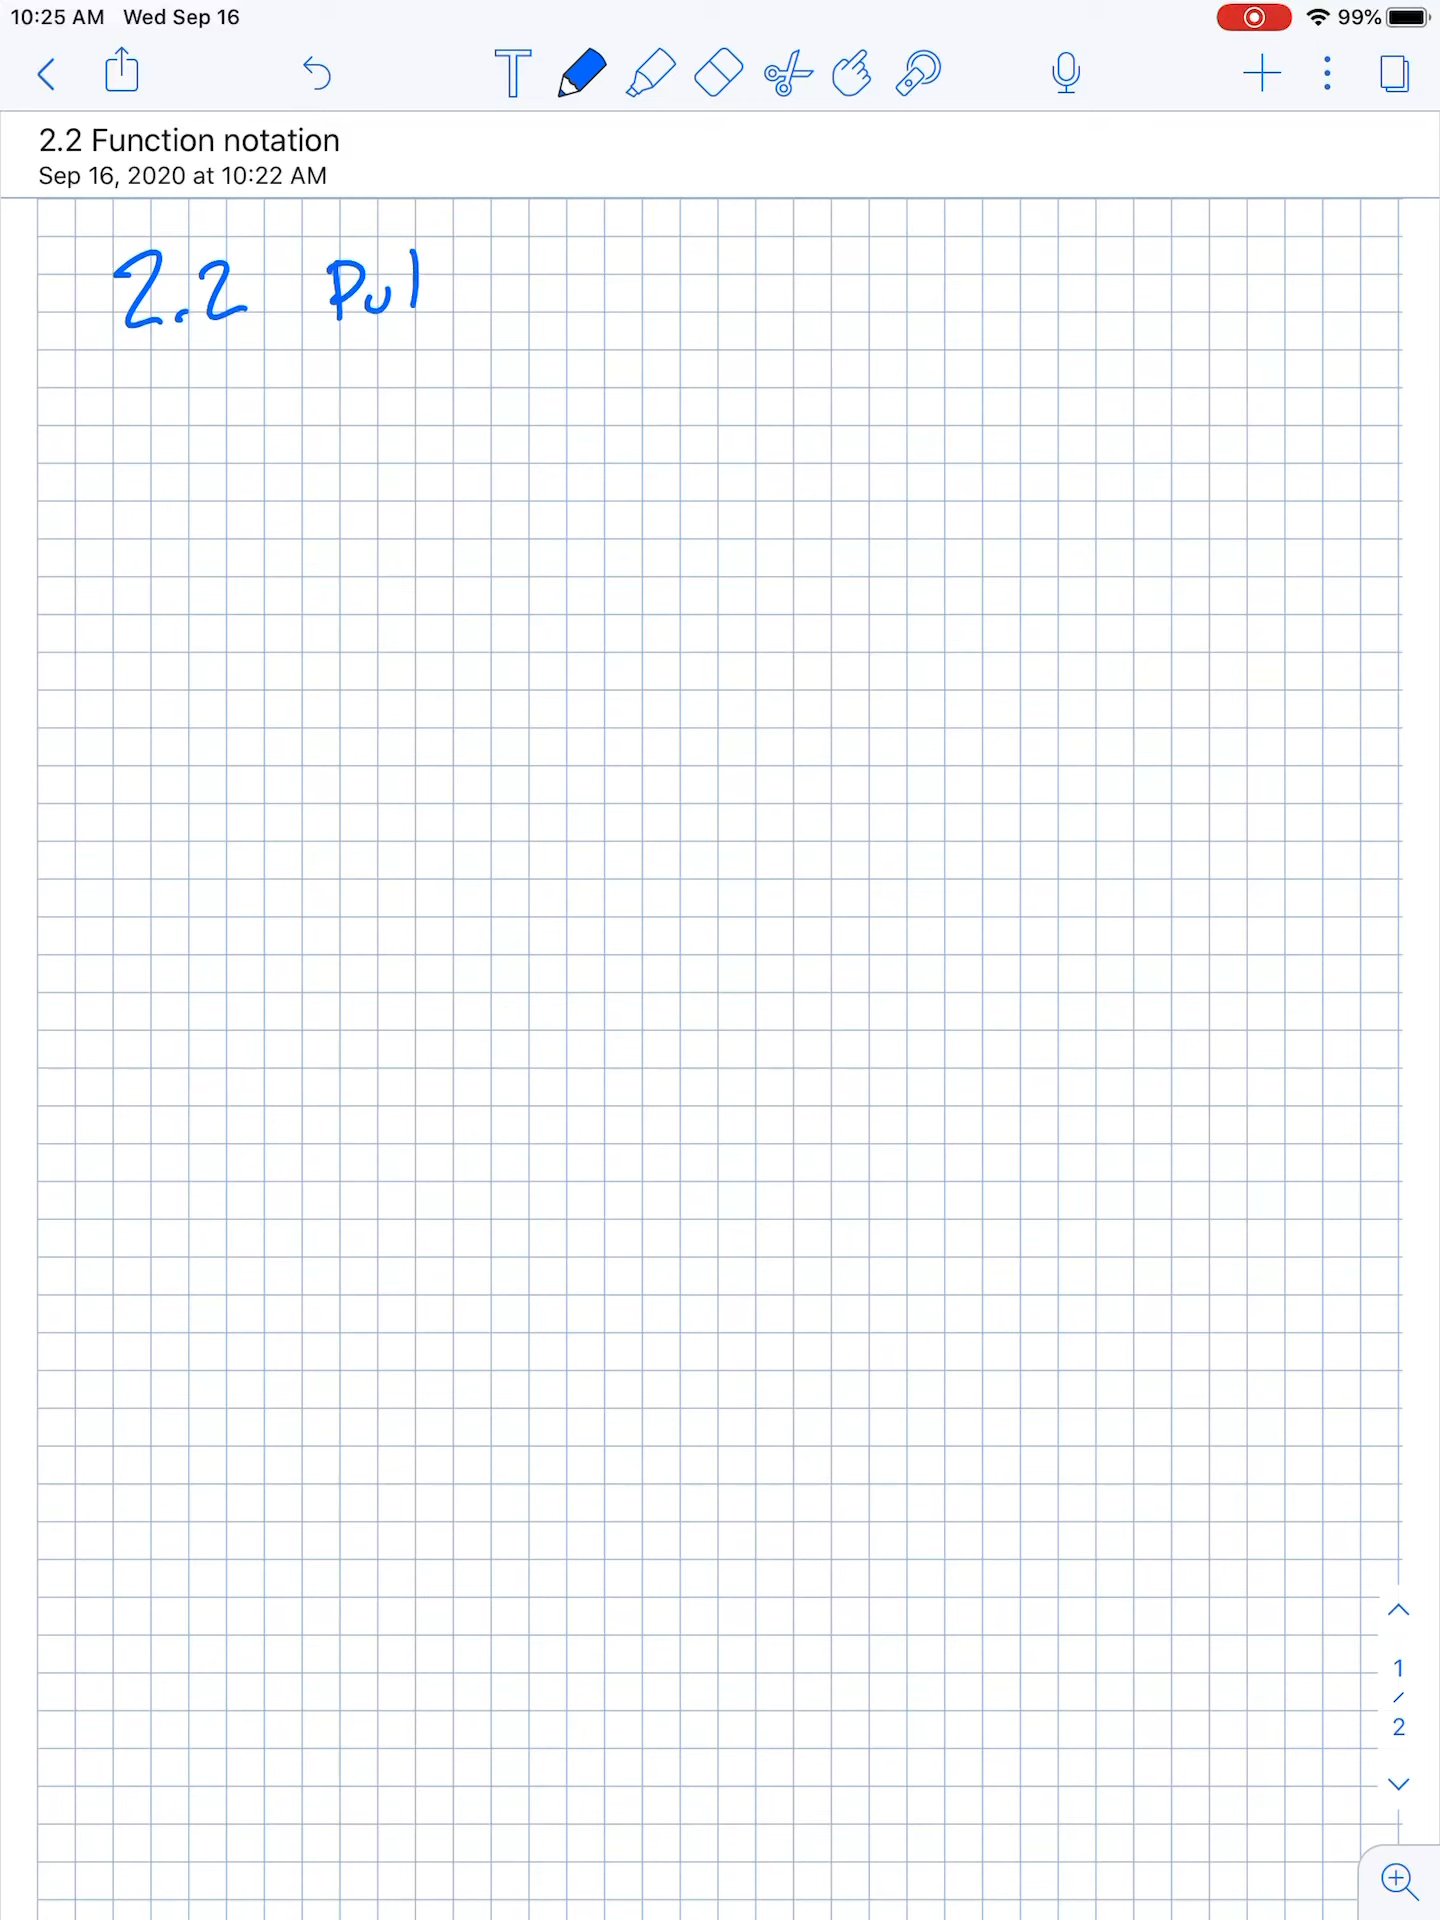 10:25 AM Wed Sep 16 99%
T
2.2 Function notation
Sep 16, 2020 at 10:22 AM
2.2 Pul
1
/
2